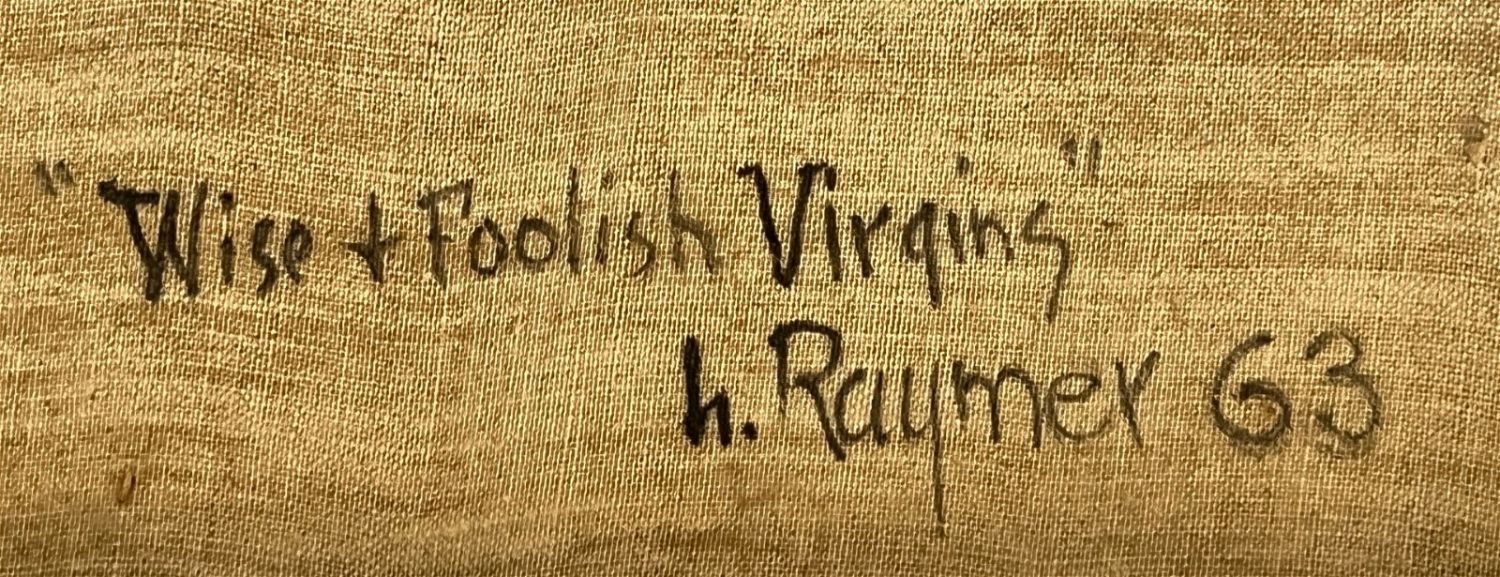 "Wise + Foolish Virgins"
h. Raymer 63